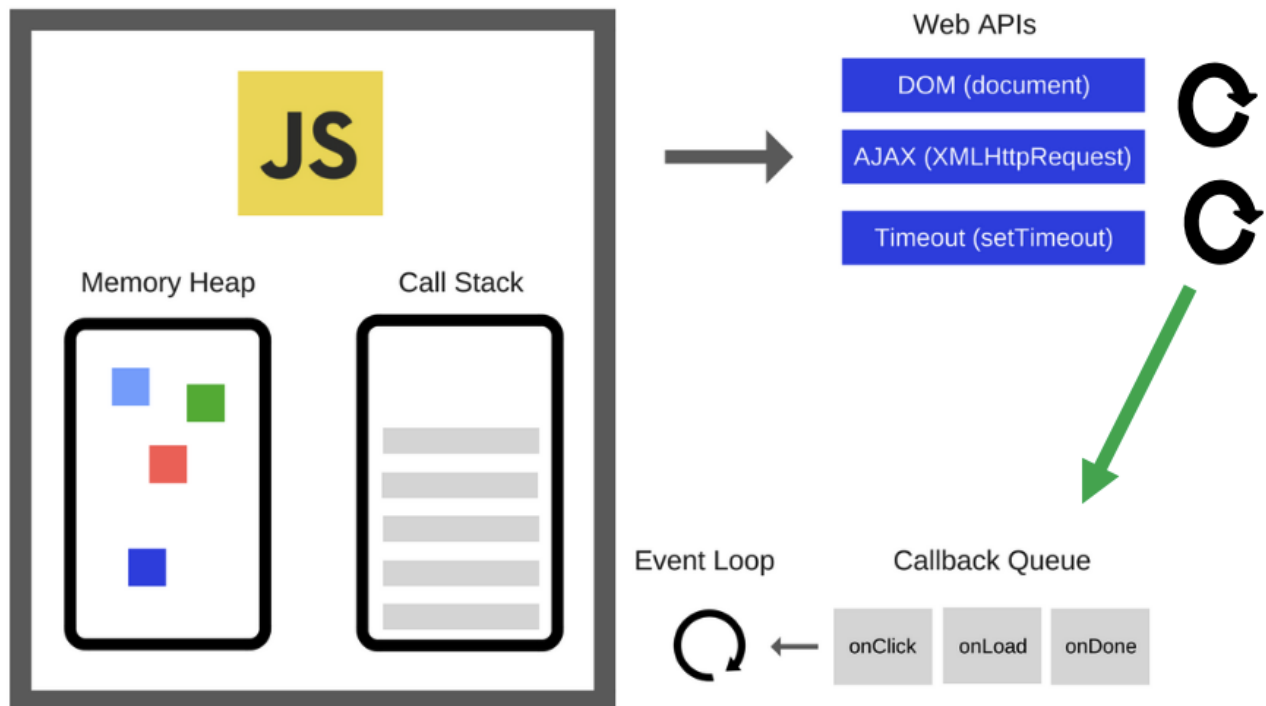 JS
Memory Heap
Call Stack
Web APIs
DOM (document)
AJAX (XMLHttpRequest)
Timeout (setTimeout)
Event Loop
Callback Queue
onClick
onLoad
onDone